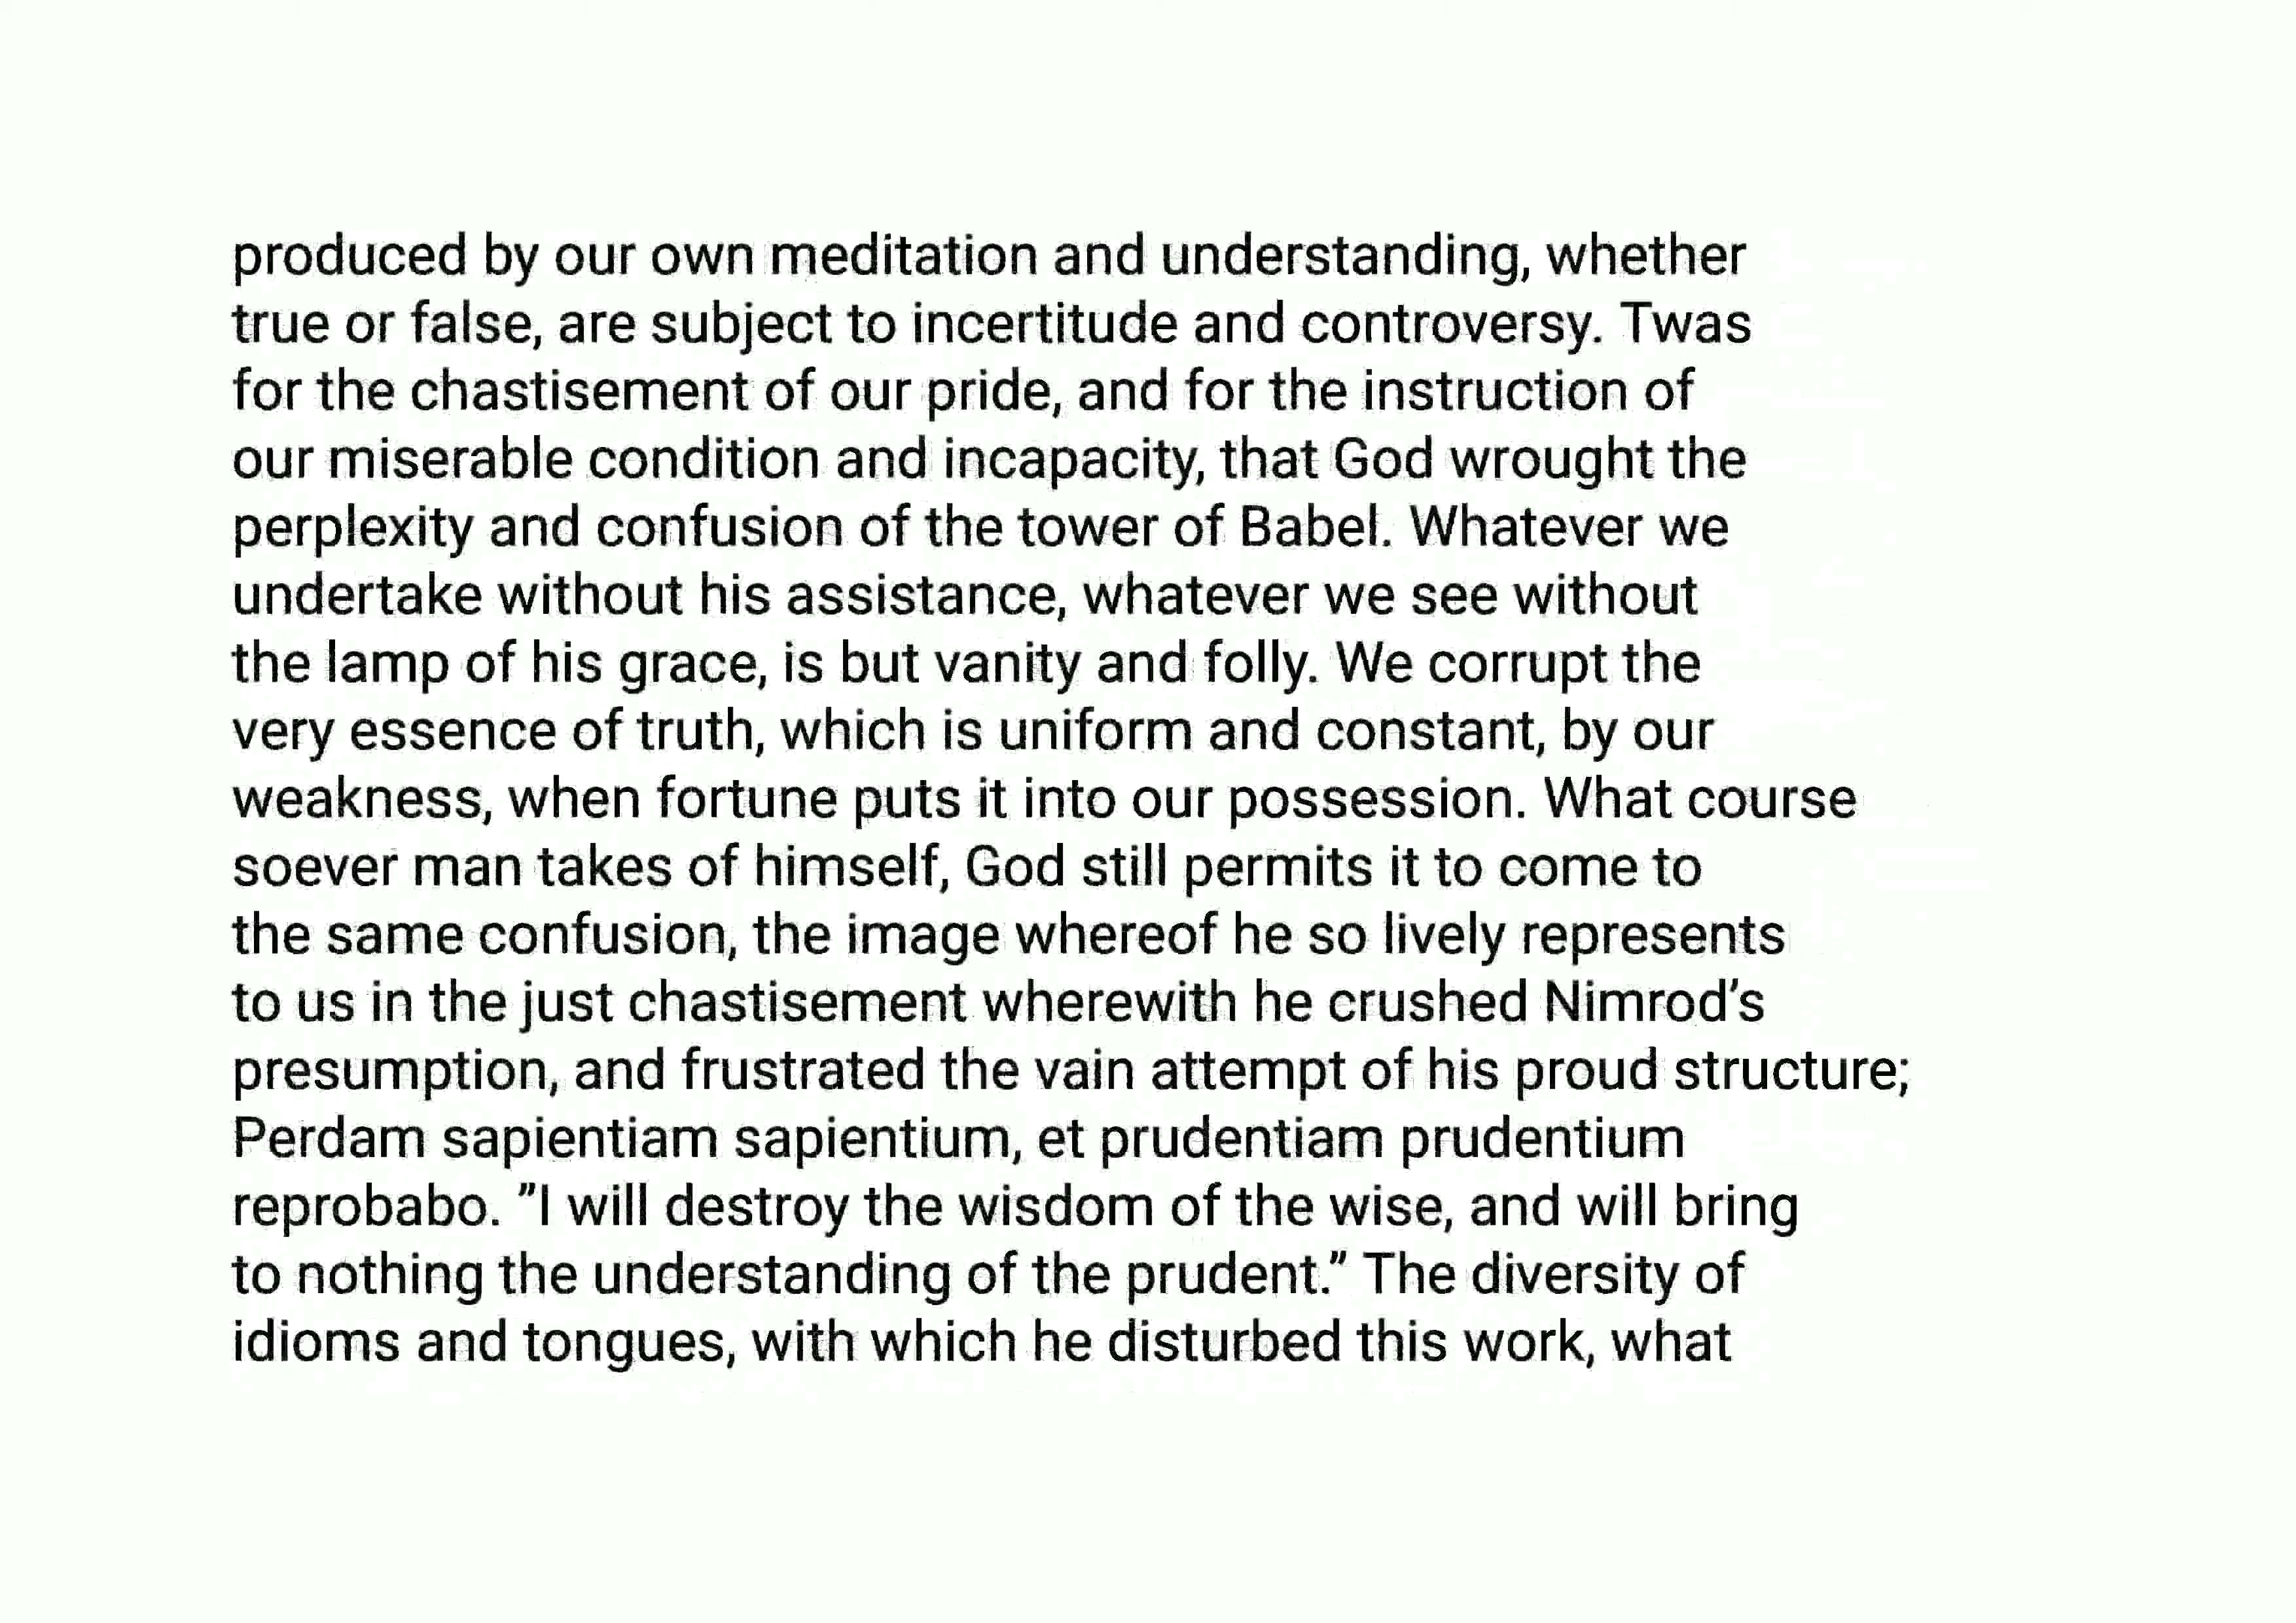 produced by our own meditation and understanding, whether
true or false, are subject to incertitude and controversy. Twas
for the chastisement of our pride, and for the instruction of
our miserable condition and incapacity, that God wrought the
perplexity and confusion of the tower of Babel. Whatever we
undertake without his assistance, whatever we see without
the lamp of his grace, is but vanity and folly. We corrupt the
very essence of truth, which is uniform and constant, by our
weakness, when fortune puts it into our possession. What course
soever man takes of himself, God still permits it to come to
the same confusion, the image whereof he so lively represents
to us in the just chastisement wherewith he crushed Nimrod’s
presumption, and frustrated the vain attempt of his proud structure;
Perdam sapientiam sapientium, et prudentiam prudentium
reprobabo. ”I will destroy the wisdom of the wise, and will bring
to nothing the understanding of the prudent.” The diversity of
idioms and tongues, with which he disturbed this work, what